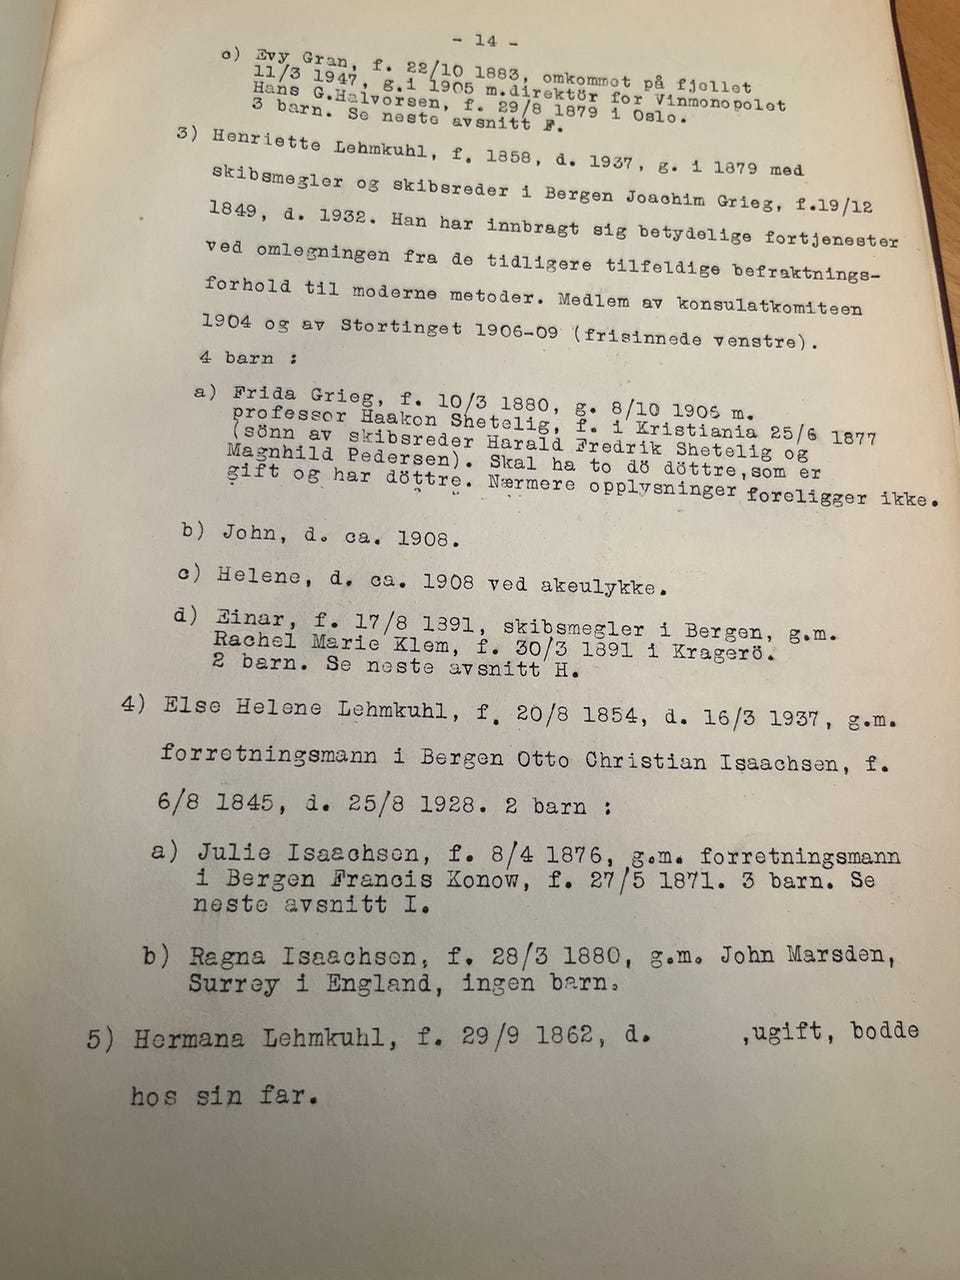 - 14 -
c) Evy Gran, f. 22/10 1883, omkommet på fjellet
11/3 1947, g.i 1905 m.direktör for Vinmonopolet
Hans G.Halvorsen, f. 29/8 1879 i Oslo.
3 barn. Se neste avsnitt F.
3) Henriette Lehmkuhl, f. 1858, d. 1937, g. i 1879 med
skibsmegler og skibsreder i Bergen Joachim Grieg, f.19/12
1849, d. 1932. Han har innbragt sig betydelige fortjenester
ved omlegningen fra de tidligere tilfeldige befraktnings-
forhold til moderne metoder. Medlem av konsulatkomiteen
1904 og av Stortinget 1906-09 (frisinnede venstre).
4 barn :
a) Frida Grieg, f. 10/3 1880, g. 8/10 1906 m.
professor Haakon Shetelig, f. i Kristiania 25/6 1877
(sönn av skibsreder Harald Fredrik Shetelig og
Magnhild Pedersen). Skal ha to dö döttre,som er
gift og har döttre. Nærmere opplysninger foreligger ikke.
b) John, d. ca. 1908.
c) Helene, d. ca. 1908 ved akeulykke.
d) Einar, f. 17/8 1891, skibsmegler i Bergen, g.m.
Rachel Marie Klem, f. 30/3 1891 i Kragerö.
2 barn. Se neste avsnitt H.
4) Else Helene Lehmkuhl, f. 20/8 1854, d. 16/3 1937, g.m.
forretningsmann i Bergen Otto Christian Isaachsen, f.
6/8 1845, d. 25/8 1928. 2 barn :
a) Julie Isaachsen, f. 8/4 1876, g.m. forretningsmann
i Bergen Francis Konow, f. 27/5 1871. 3 barn. Se
neste avsnitt I.
b) Ragna Isaachsen, f. 28/3 1880, g.m. John Marsden,
Surrey i England, ingen barn.
5) Hermana Lehmkuhl, f. 29/9 1862, d. ,ugift, bodde
hos sin far.